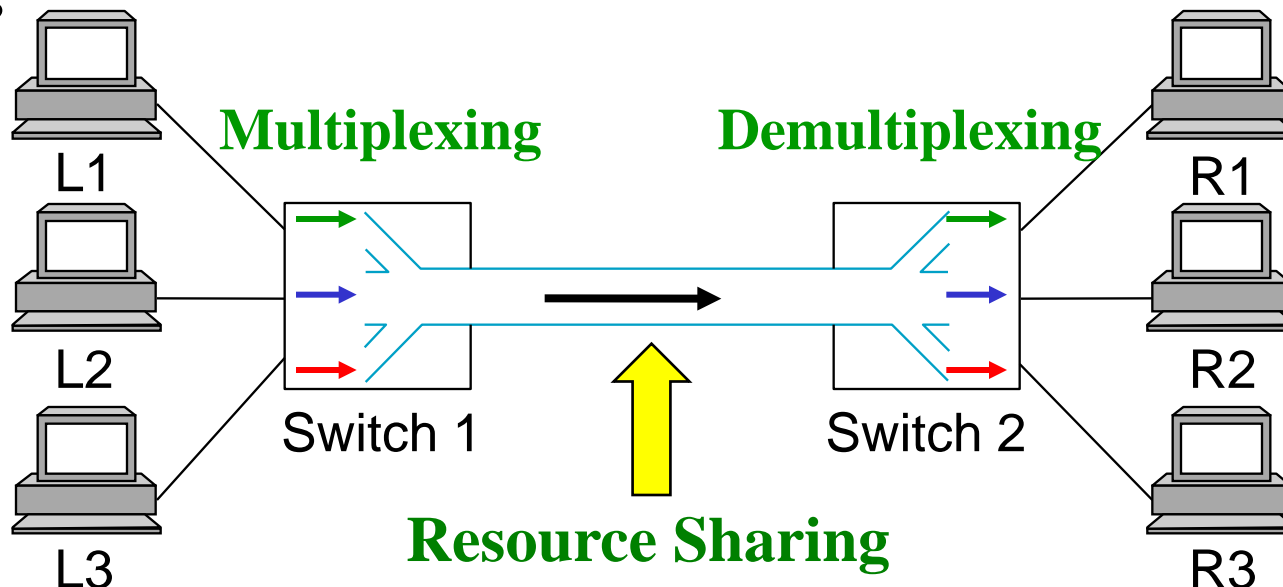 Multiplexing
Demultiplexing
L1
R1
L2
R2
Switch 1
Switch 2
Resource Sharing
L3
R3